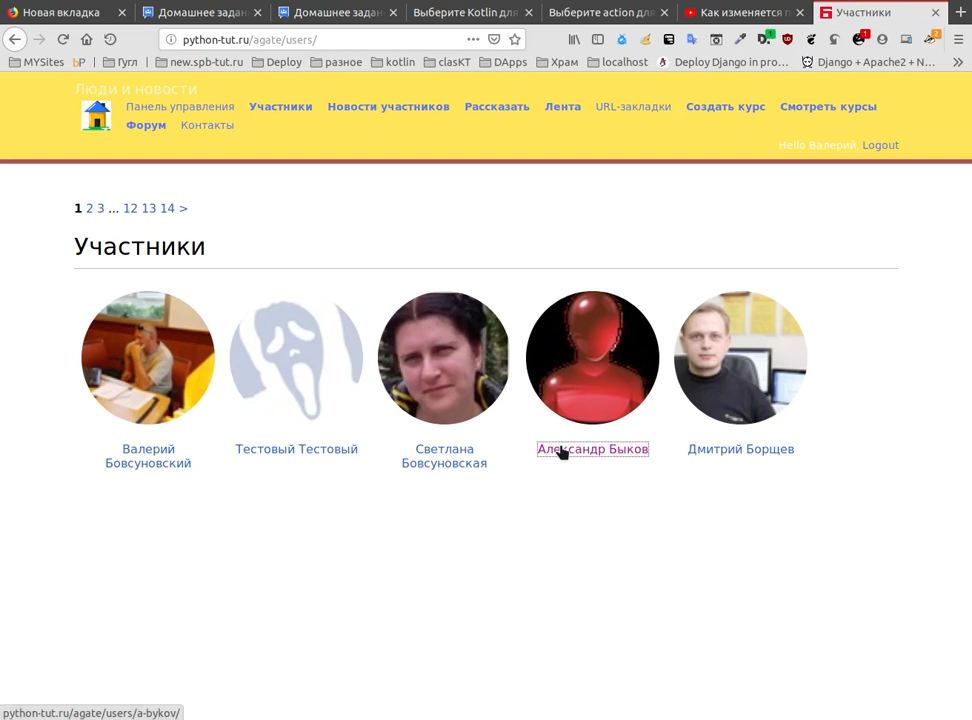 Новая вкладка
Домашнее задан
Домашнее задан
Выберите Kotlin для
Выберите action для
Как изменяется п
Участники
python-tut.ru/agate/users/
MYSites
bP
Гугл
new.spb-tut.ru
Deploy
разное
kotlin
clasKT
DApps
Храм
localhost
Deploy Django in pro...
Django + Apache2 + N...
Люди и новости
Панель управления Участники Новости участников Рассказать Лента URL-закладки Создать курс Смотреть курсы
Форум Контакты
Hello Валерий, Logout
1 2 3 ... 12 13 14 >
Участники
Валерий
Бовсуновский
Тестовый Тестовый
Светлана
Бовсуновская
Александр Быков
Дмитрий Борщев
python-tut.ru/agate/users/a-bykov/